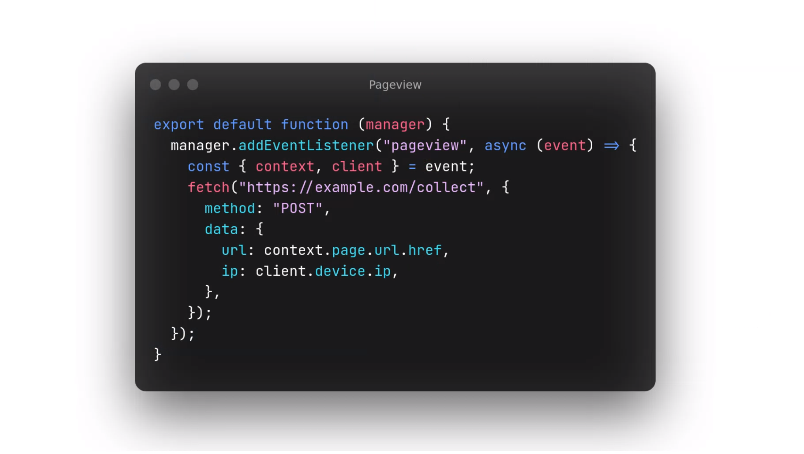 Pageview
export default function (manager) {
  manager.addEventListener("pageview", async (event) => {
    const { context, client } = event;
    fetch("https://example.com/collect", {
      method: "POST",
      data: {
        url: context.page.url.href,
        ip: client.device.ip,
      },
    });
  });
}